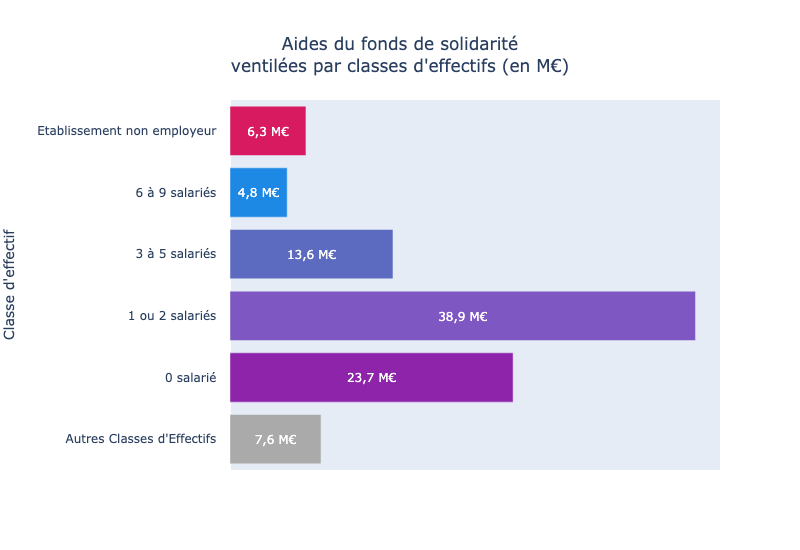 Aides du fonds de solidarité
ventilées par classes d'effectifs (en M€)
Classe d'effectif
Etablissement non employeur
6,3 M€
6 à 9 salariés
4,8 M€
3 à 5 salariés
13,6 M€
1 ou 2 salariés
38,9 M€
0 salarié
23,7 M€
Autres Classes d'Effectifs
7,6 M€